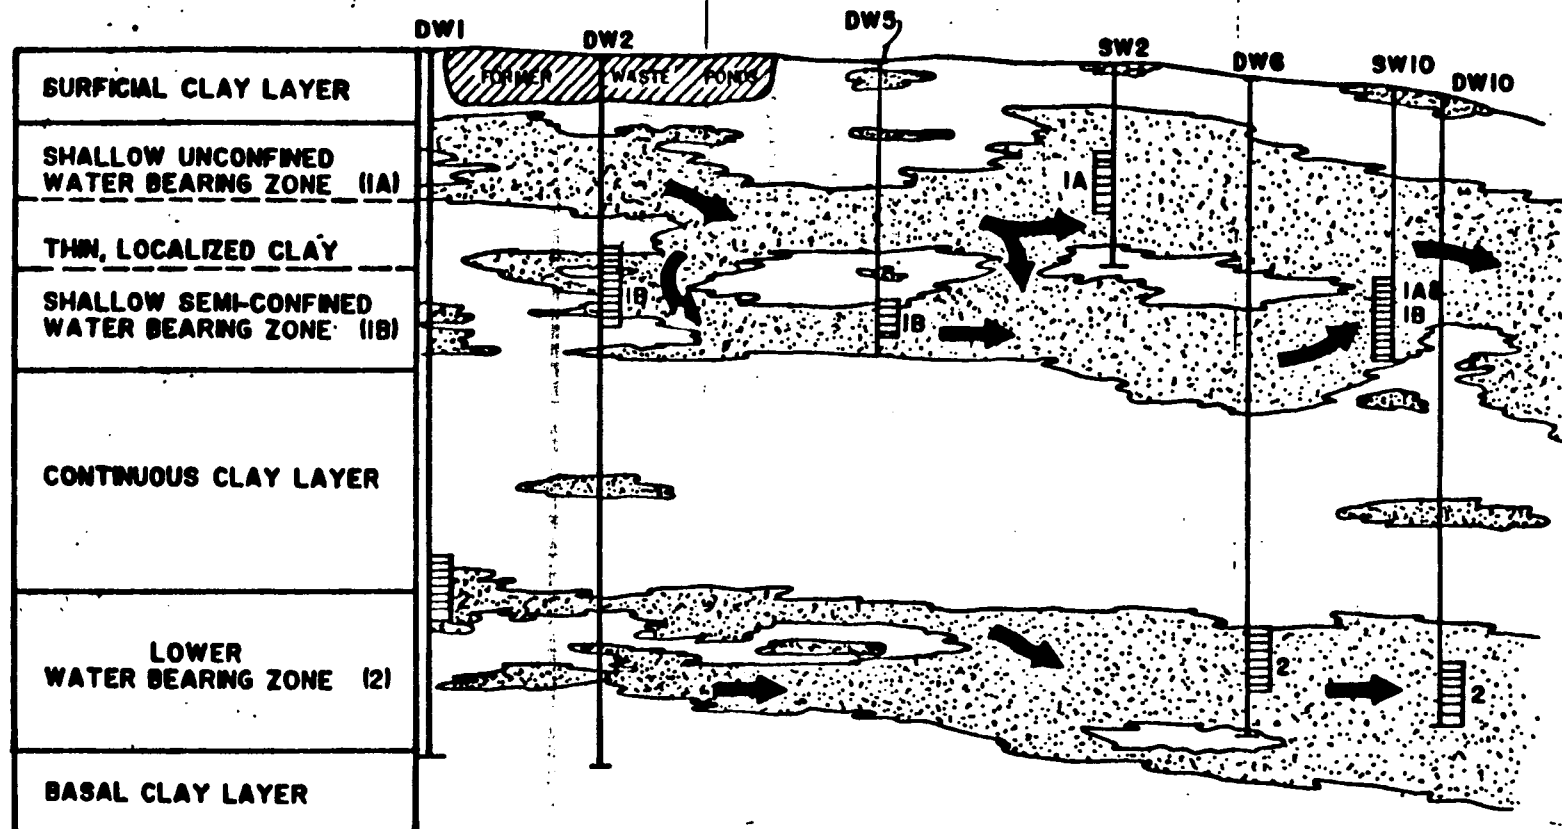 DW1
DW2
DW5
SW2
DW6
SW10
DW10
FORMER WASTE PONDS
SURFICIAL CLAY LAYER
SHALLOW UNCONFINED
WATER BEARING ZONE (1A)
THIN, LOCALIZED CLAY
SHALLOW SEMI-CONFINED
WATER BEARING ZONE (1B)
CONTINUOUS CLAY LAYER
LOWER
WATER BEARING ZONE (2)
BASAL CLAY LAYER
1A
1B
1B
1A&
1B
2
2
2